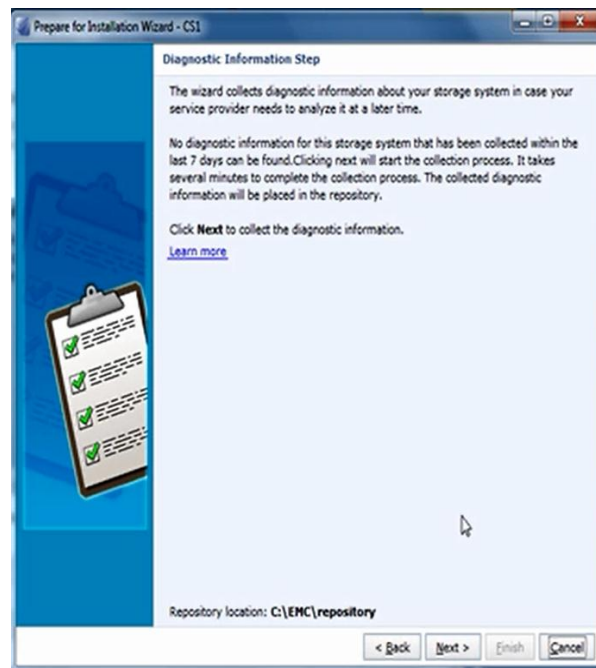 Prepare for Installation Wizard - CS1
Diagnostic Information Step
The wizard collects diagnostic information about your storage system in case your
service provider needs to analyze it at a later time.
No diagnostic information for this storage system that has been collected within the
last 7 days can be found.Clicking next will start the collection process. It takes
several minutes to complete the collection process. The collected diagnostic
information will be placed in the repository.
Click Next to collect the diagnostic information.
Learn more
Repository location: C:\EMC\repository
< Back Next > Finish Cancel